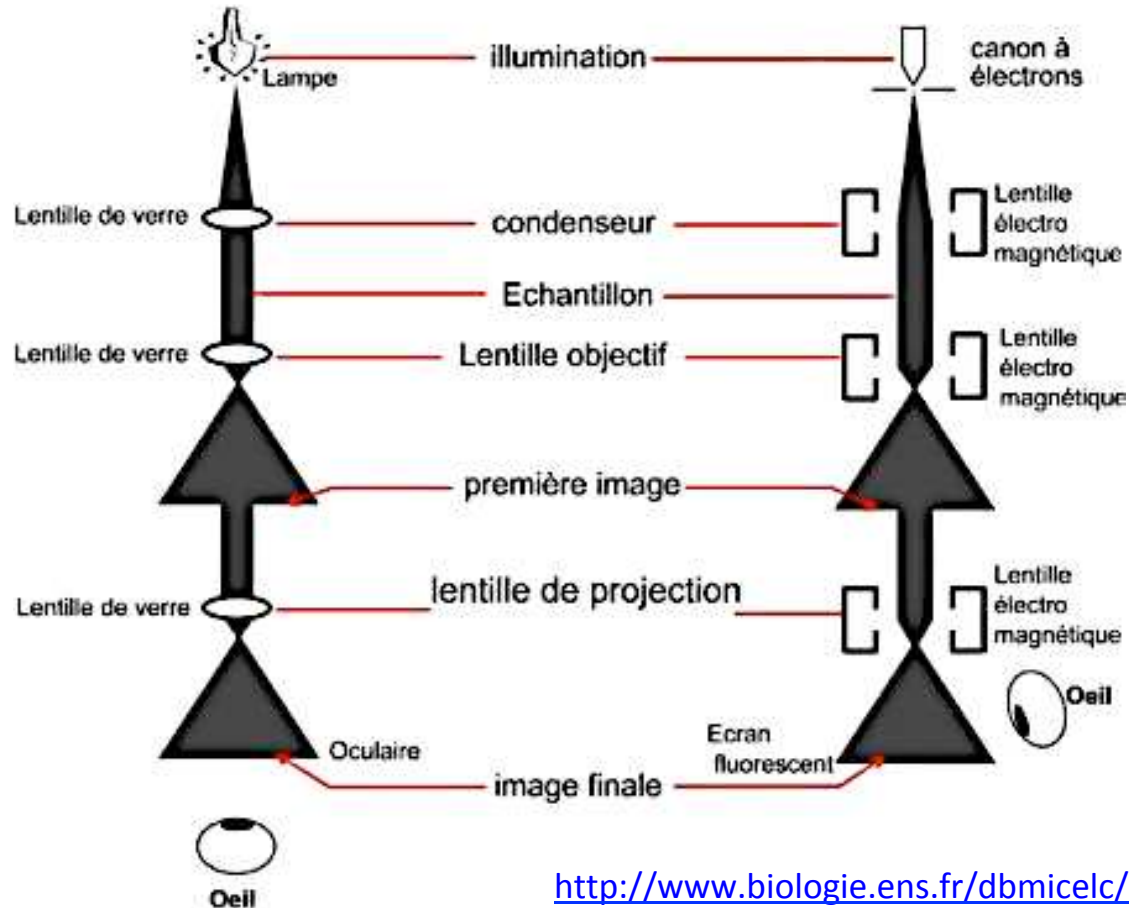 illumination
Lampe
canon à
électrons
Lentille de verre
condenseur
Lentille
électro
magnétique
Echantillon
Lentille de verre
Lentille objectif
Lentille
électro
magnétique
première image
Lentille de verre
lentille de projection
Lentille
électro
magnétique
Oeil
Oculaire
Ecran
fluorescent
image finale
Oeil
http://www.biologie.ens.fr/dbmicelc/